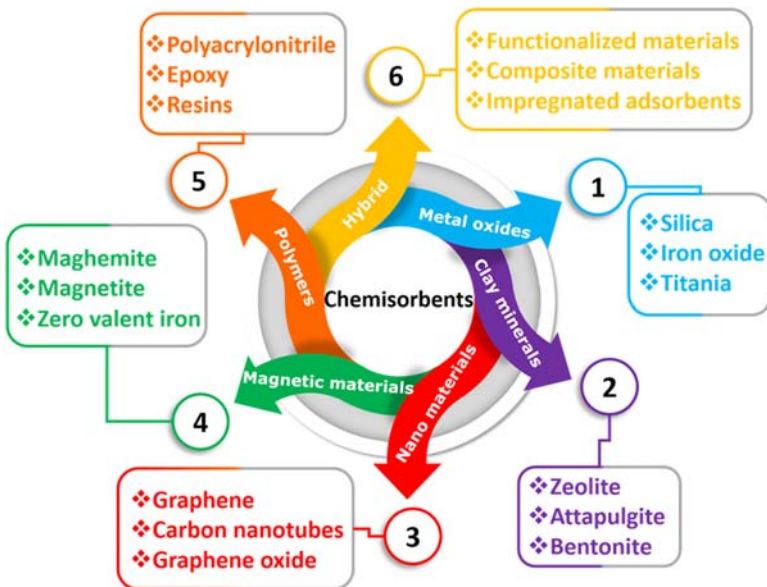 Chemisorbents
Metal oxides
1
❖Silica
❖Iron oxide
❖Titania
Clay minerals
2
❖Zeolite
❖Attapulgite
❖Bentonite
Nano materials
3
❖Graphene
❖Carbon nanotubes
❖Graphene oxide
Magnetic materials
4
❖Maghemite
❖Magnetite
❖Zero valent iron
Polymers
5
❖Polyacrylonitrile
❖Epoxy
❖Resins
Hybrid
6
❖Functionalized materials
❖Composite materials
❖Impregnated adsorbents